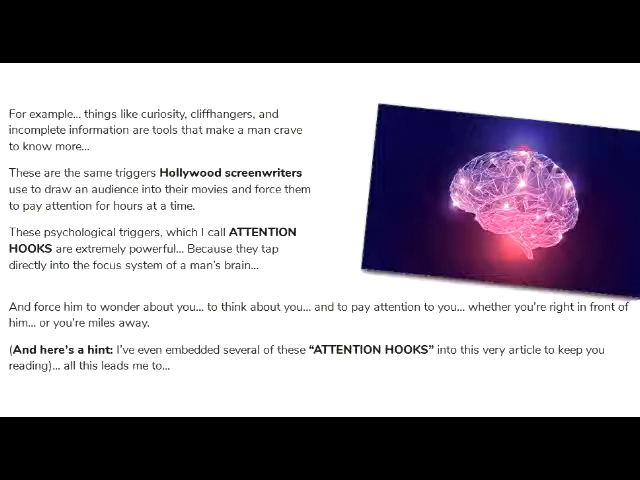 For example... things like curiosity, cliffhangers, and
incomplete information are tools that make a man crave
to know more...
These are the same triggers Hollywood screenwriters
use to draw an audience into their movies and force them
to pay attention for hours at a time.
These psychological triggers, which I call ATTENTION
HOOKS are extremely powerful... Because they tap
directly into the focus system of a man's brain...
And force him to wonder about you... to think about you... and to pay attention to you... whether you're right in front of
him... or you're miles away.
(And here's a hint: I've even embedded several of these “ATTENTION HOOKS” into this very article to keep you
reading)... all this leads me to...